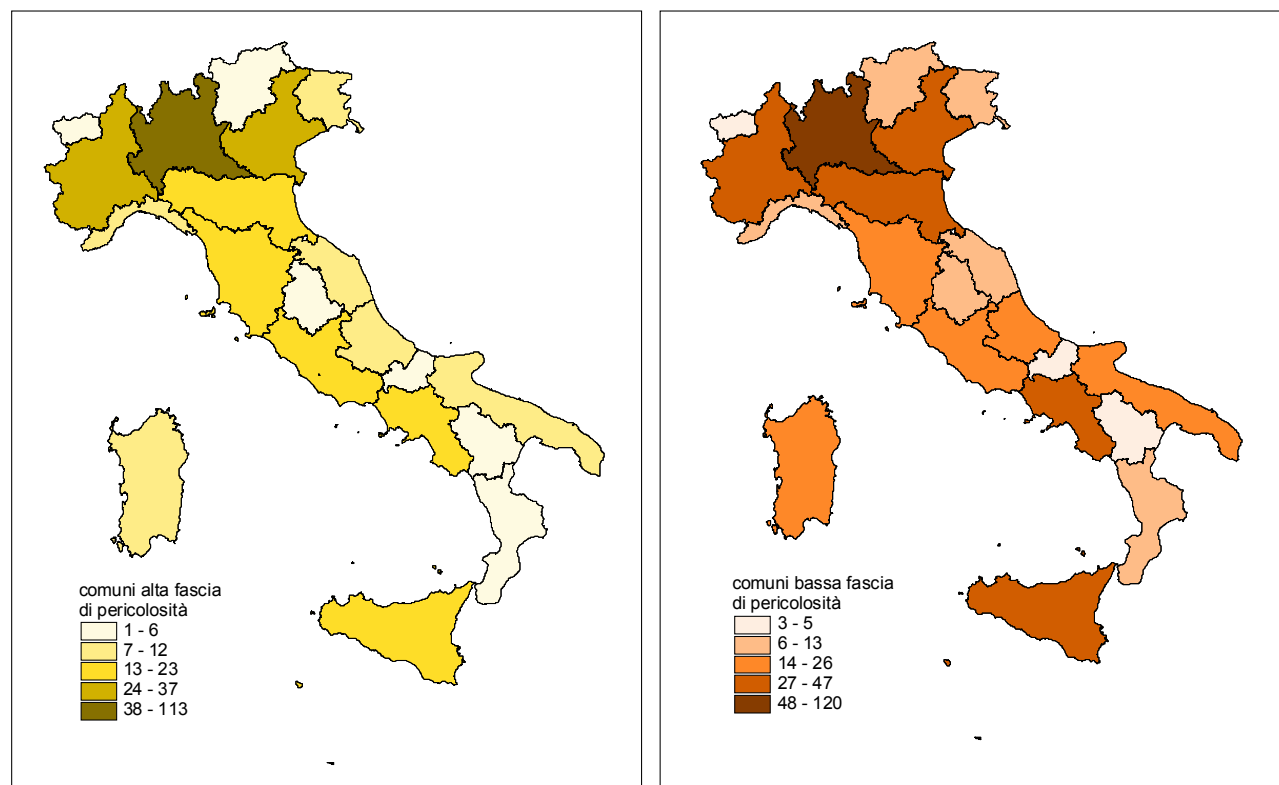 comuni alta fascia
di pericolosità
1 - 6
7 - 12
13 - 23
24 - 37
38 - 113
comuni bassa fascia
di pericolosità
3 - 5
6 - 13
14 - 26
27 - 47
48 - 120